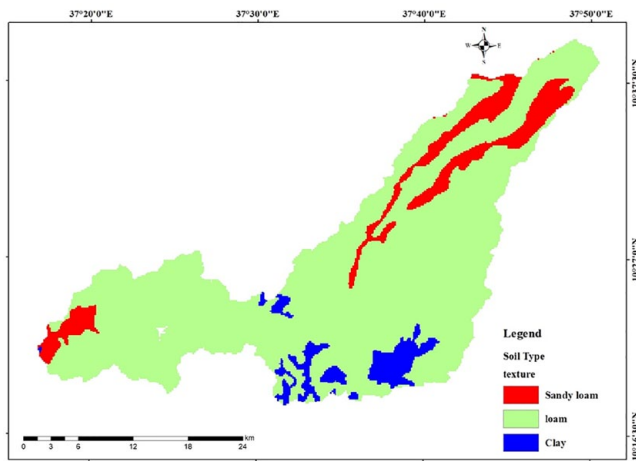 37°20'0"E 37°30'0"E 37°40'0"E 37°50'0"E
N
W E
S
Legend
Soil Type
texture
Sandy loam
loam
Clay
km
0 3 6 12 18 24